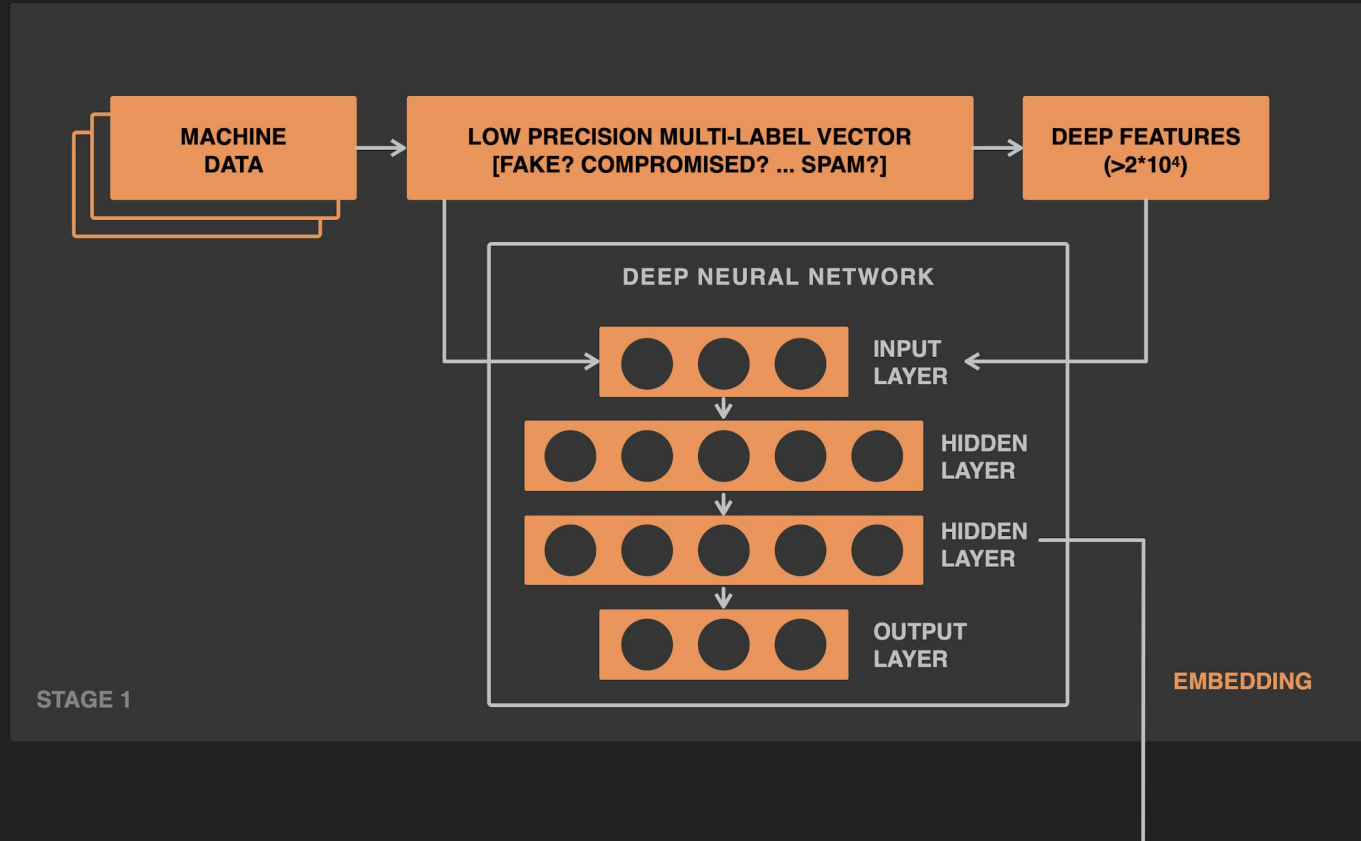 MACHINE
DATA
LOW PRECISION MULTI-LABEL VECTOR
[FAKE? COMPROMISED? ... SPAM?]
DEEP FEATURES
(>2*10⁴)
DEEP NEURAL NETWORK
INPUT
LAYER
HIDDEN
LAYER
HIDDEN
LAYER
OUTPUT
LAYER
EMBEDDING
STAGE 1